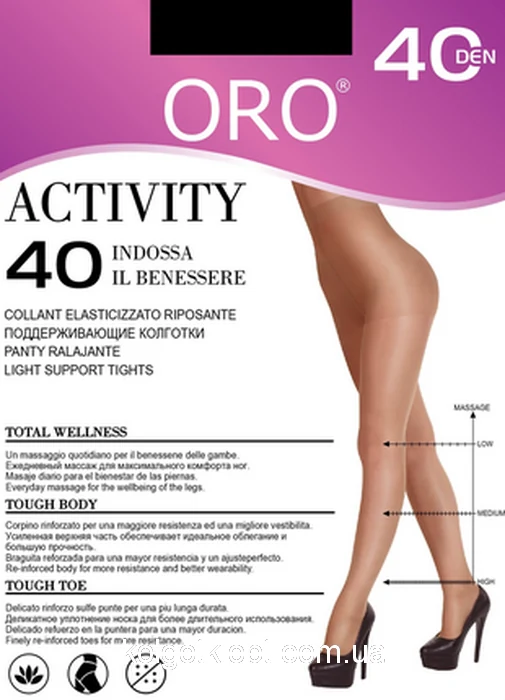 40 DEN
ORO®
ACTIVITY
40 INDOSSA
IL BENESSERE
COLLANT ELASTICIZZATO RIPOSANTE
ПОДДЕРЖИВАЮЩИЕ КОЛГОТКИ
PANTY RALAJANTE
LIGHT SUPPORT TIGHTS
MASSAGE
LOW
MEDIUM
HIGH
TOTAL WELLNESS
Un massaggio quotidiano per il benessere delle gambe.
Ежедневный массаж для максимального комфорта ног.
Masaje diario para el bienestar de las piernas.
Everyday massage for the wellbeing of the legs.
TOUGH BODY
Corpino rinforzato per una maggiore resistenza ed una migliore vestibilita.
Усиленная верхняя часть обеспечивает идеальное облегание и
большую прочность.
Braguita reforzada para una mayor resistencia y un ajusteperfecto.
Re-inforced body for more resistance and better wearability.
TOUGH TOE
Delicato rinforzo sulfe punte per una piu lunga durata.
Деликатное уплотнение носка для более длительного использования.
Delicado refuerzo en la puntera para una mayor duracion.
Finely re-inforced toes for more resistance.